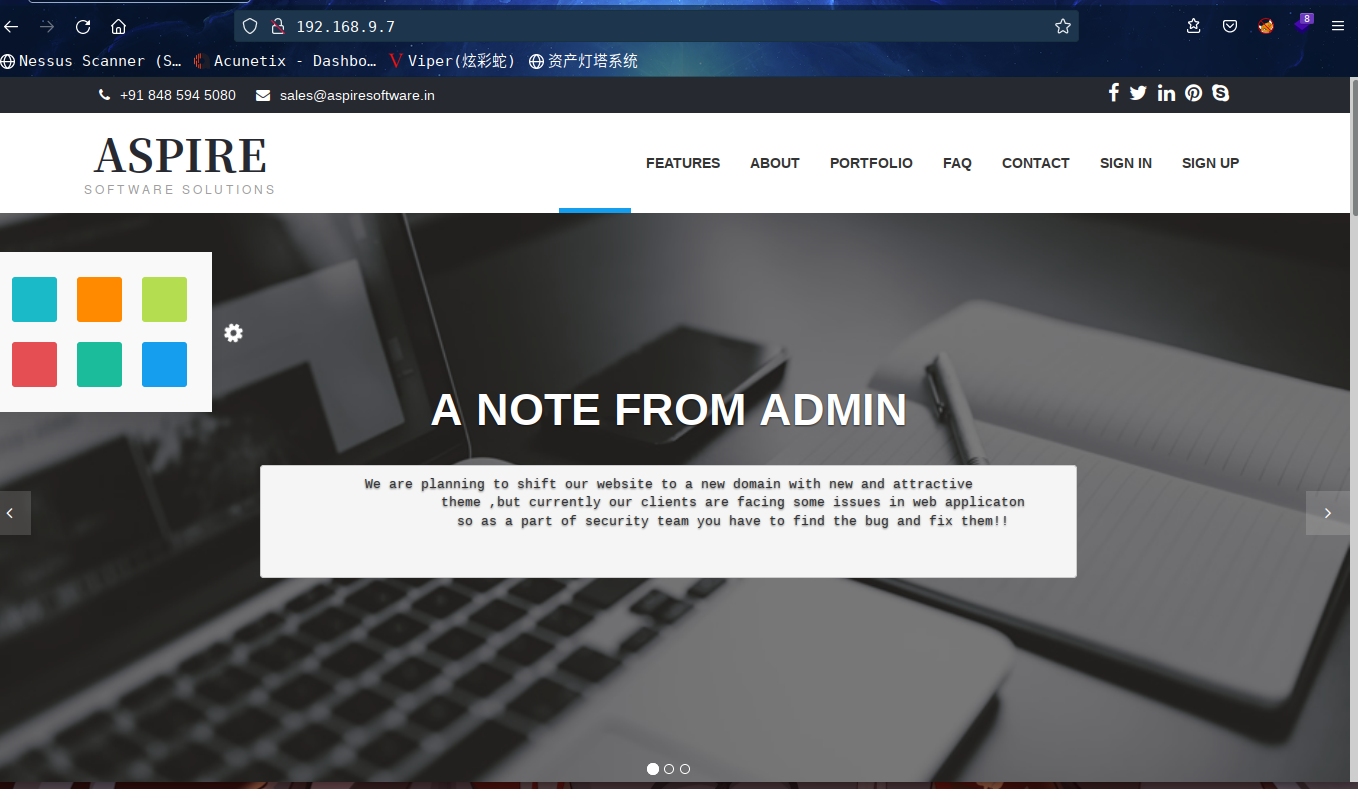 192.168.9.7
8
Nessus Scanner (S… Acunetix - Dashbo… Viper(炫彩蛇) 资产灯塔系统
+91 848 594 5080 sales@aspiresoftware.in
ASPIRE
SOFTWARE SOLUTIONS
FEATURES ABOUT PORTFOLIO FAQ CONTACT SIGN IN SIGN UP
A NOTE FROM ADMIN
We are planning to shift our website to a new domain with new and attractive
theme ,but currently our clients are facing some issues in web applicaton
so as a part of security team you have to find the bug and fix them!!